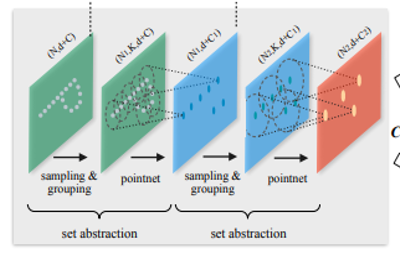 (N,d+C)
(N₁,K,d+C)
(N₁,d+C₁)
(N₂,K,d+C₁)
(N₂,d+C₂)
C
sampling & grouping
pointnet
sampling & grouping
pointnet
set abstraction
set abstraction